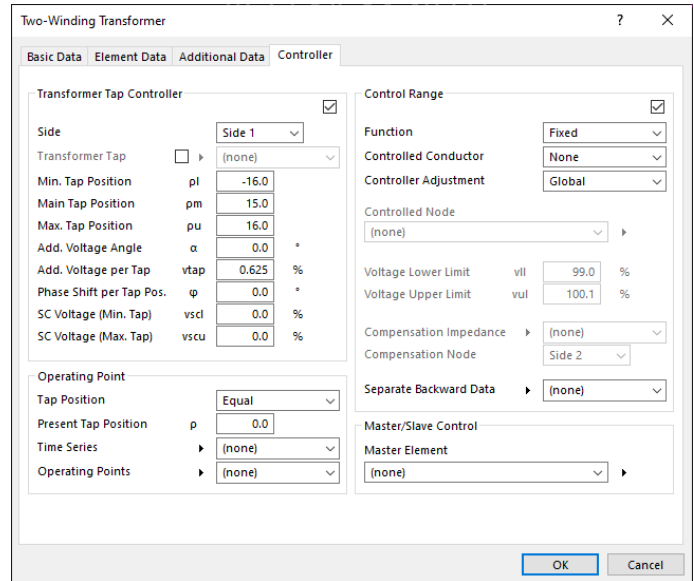 Two-Winding Transformer
?
Basic Data Element Data Additional Data Controller
Transformer Tap Controller
Side Side 1
Transformer Tap (none)
Min. Tap Position ρl -16.0
Main Tap Position ρm 15.0
Max. Tap Position ρu 16.0
Add. Voltage Angle α 0.0 °
Add. Voltage per Tap vtap 0.625 %
Phase Shift per Tap Pos. φ 0.0 °
SC Voltage (Min. Tap) vscl 0.0 %
SC Voltage (Max. Tap) vscu 0.0 %
Operating Point
Tap Position Equal
Present Tap Position ρ 0.0
Time Series (none)
Operating Points (none)
Control Range
Function Fixed
Controlled Conductor None
Controller Adjustment Global
Controlled Node
(none)
Voltage Lower Limit vll 99.0 %
Voltage Upper Limit vul 100.1 %
Compensation Impedance (none)
Compensation Node Side 2
Separate Backward Data (none)
Master/Slave Control
Master Element
(none)
OK Cancel